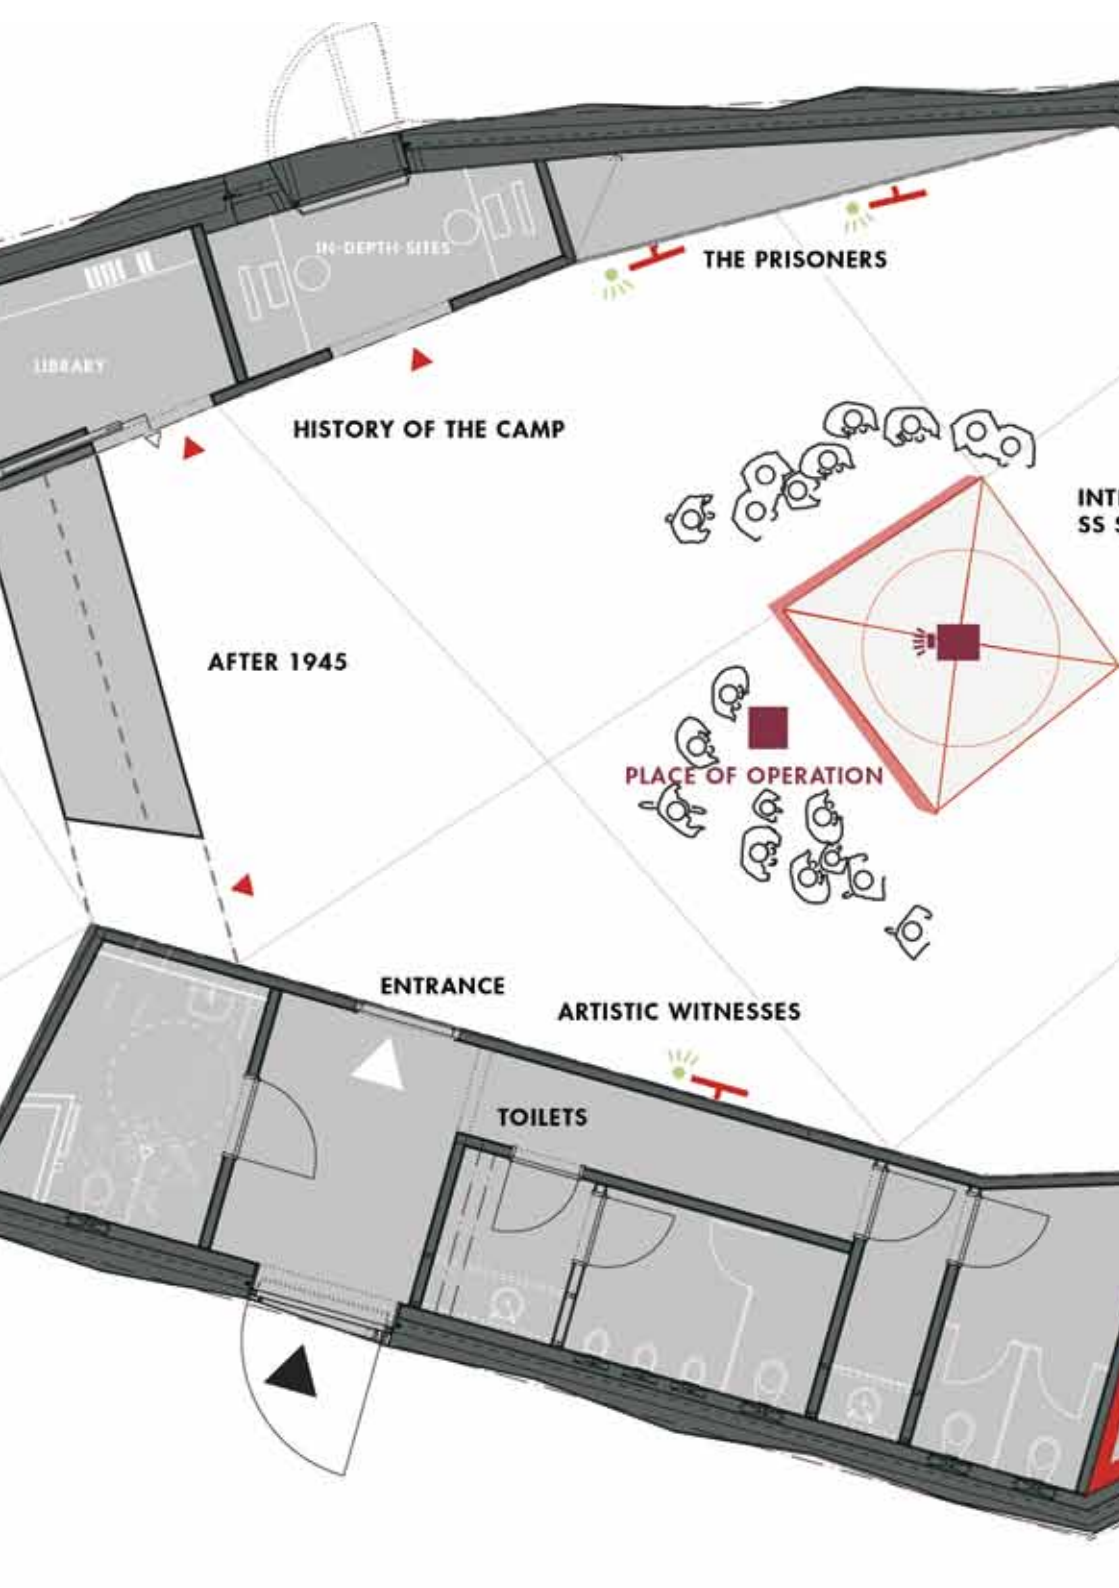 IN-DEPTH-SITES
THE PRISONERS
LIBRARY
HISTORY OF THE CAMP
SS
AFTER 1945
PLACE OF OPERATION
ENTRANCE
ARTISTIC WITNESSES
TOILETS